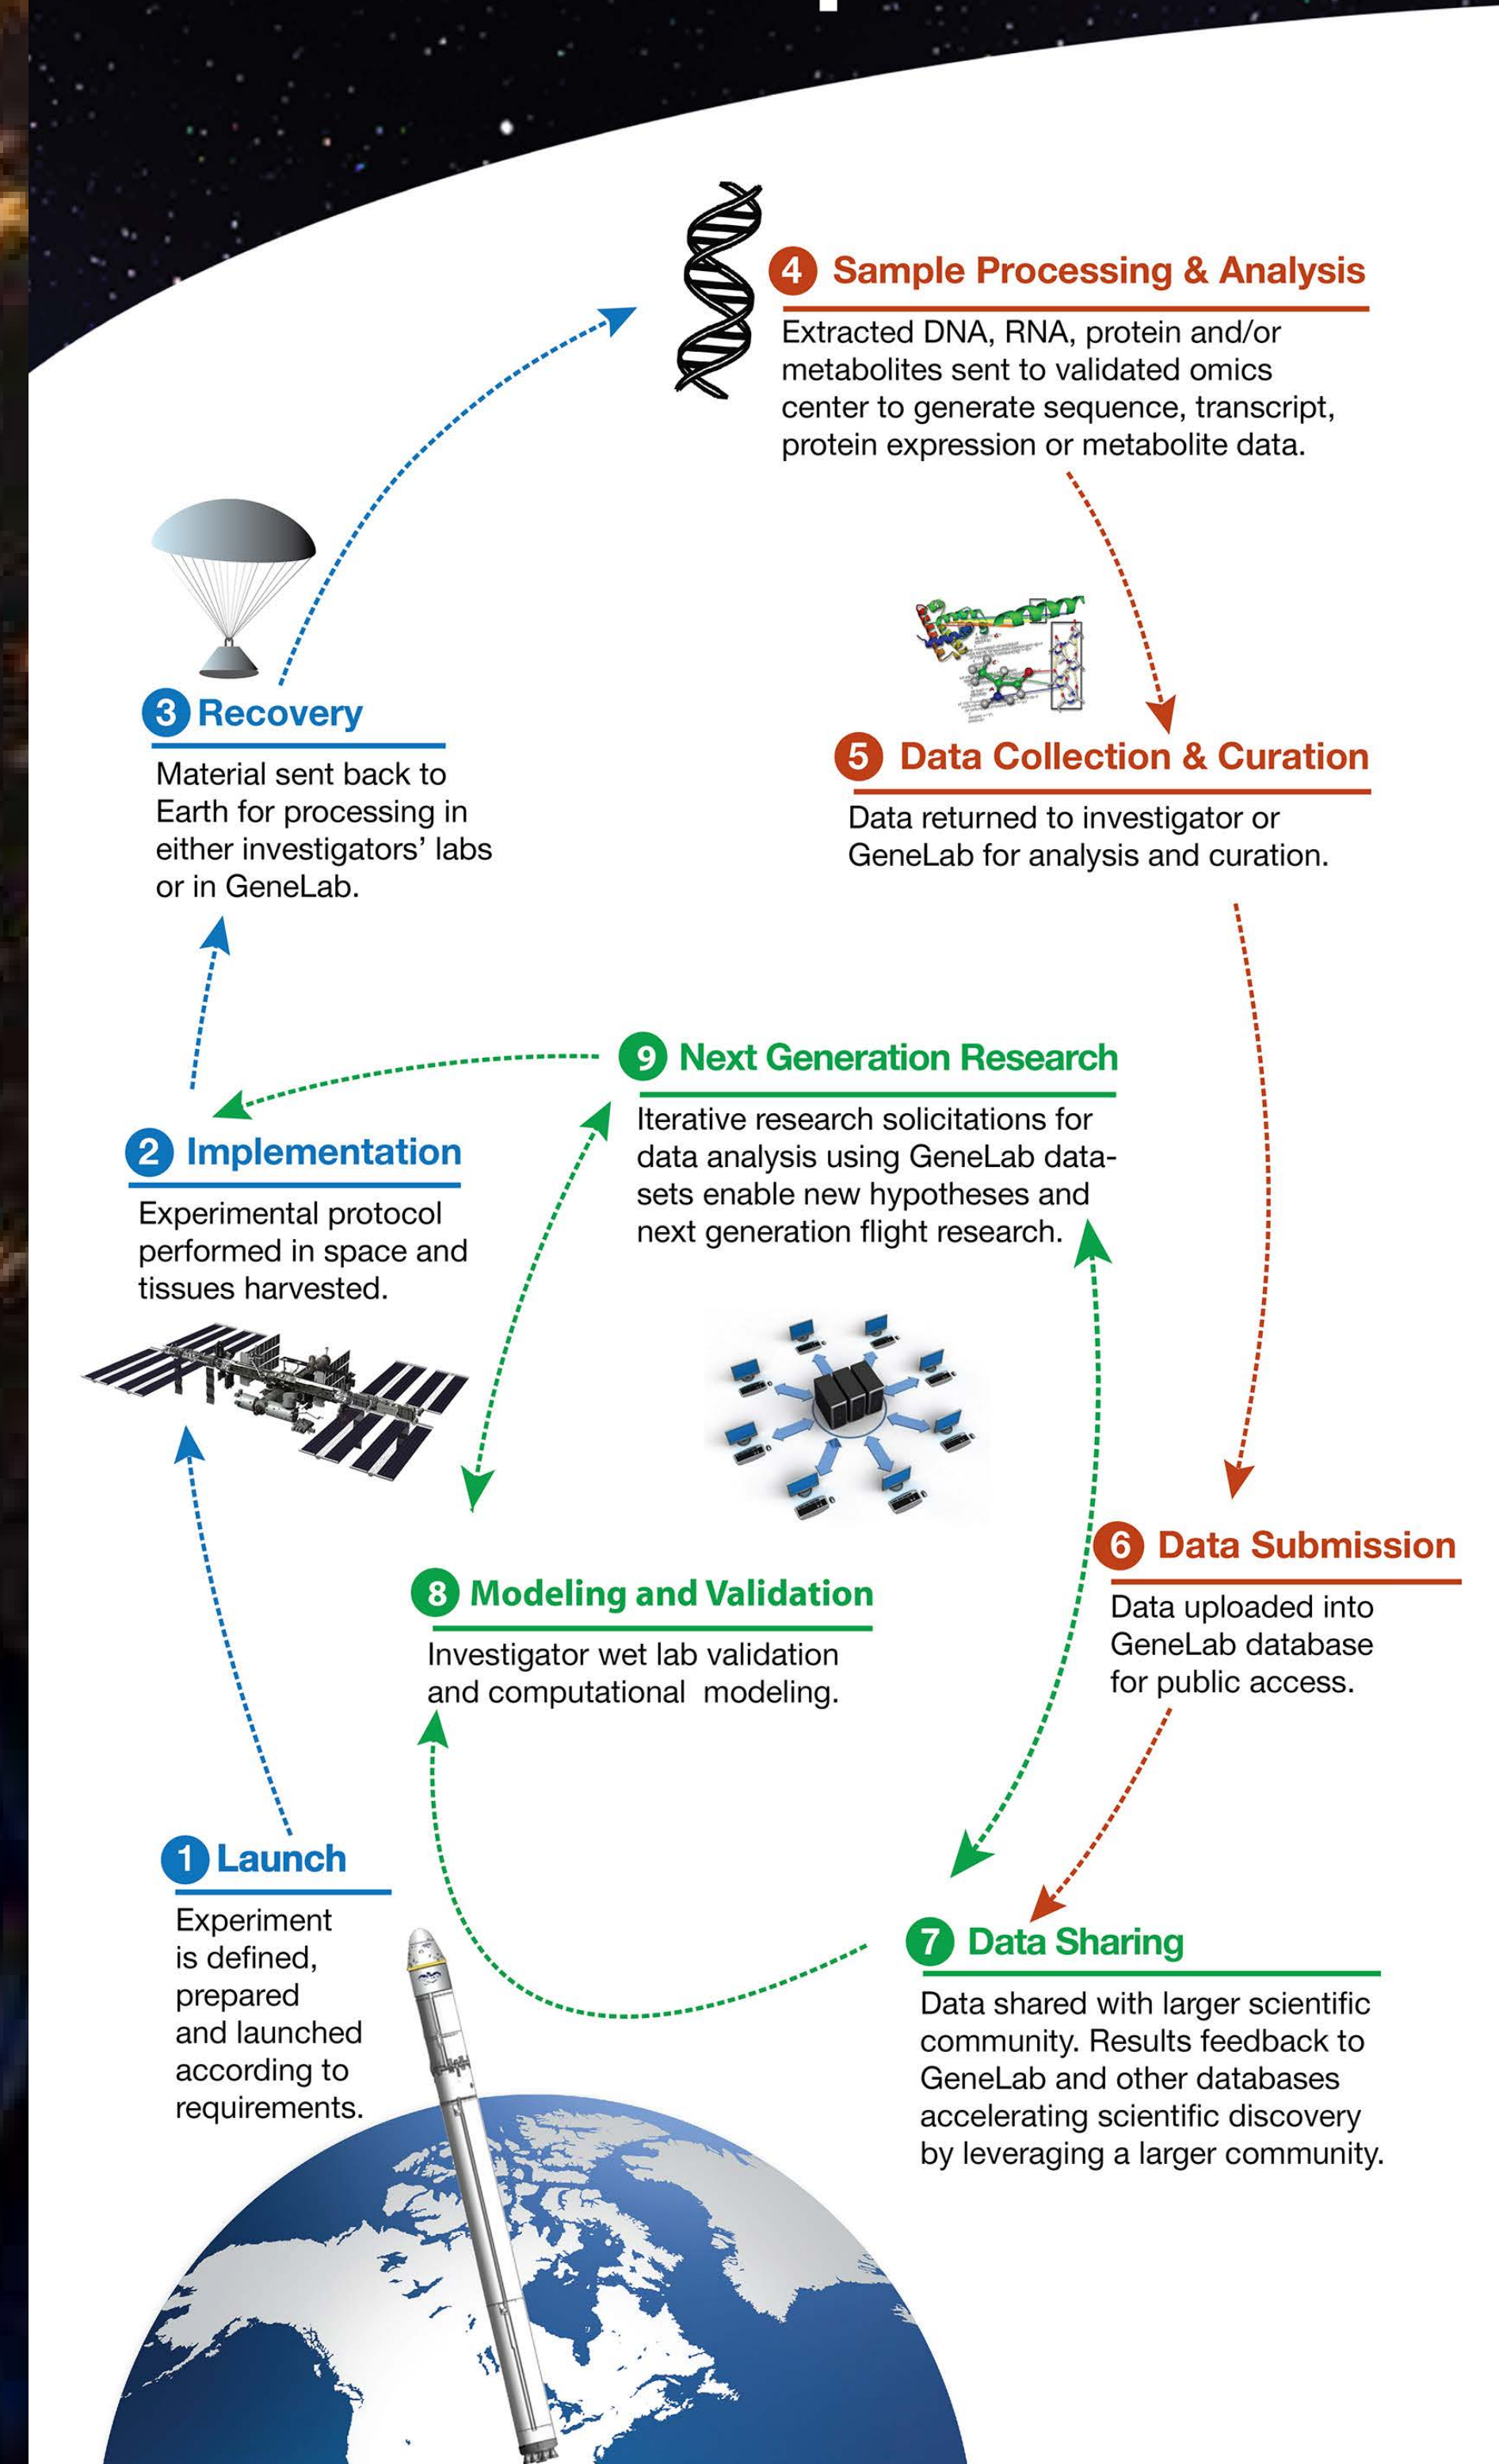 1 Launch
Experiment
is defined,
prepared
and launched
according to
requirements.
2 Implementation
Experimental protocol
performed in space and
tissues harvested.
3 Recovery
Material sent back to
Earth for processing in
either investigators’ labs
or in GeneLab.
4 Sample Processing & Analysis
Extracted DNA, RNA, protein and/or
metabolites sent to validated omics
center to generate sequence, transcript,
protein expression or metabolite data.
5 Data Collection & Curation
Data returned to investigator or
GeneLab for analysis and curation.
6 Data Submission
Data uploaded into
GeneLab database
for public access.
7 Data Sharing
Data shared with larger scientific
community. Results feedback to
GeneLab and other databases
accelerating scientific discovery
by leveraging a larger community.
8 Modeling and Validation
Investigator wet lab validation
and computational modeling.
9 Next Generation Research
Iterative research solicitations for
data analysis using GeneLab data-
sets enable new hypotheses and
next generation flight research.